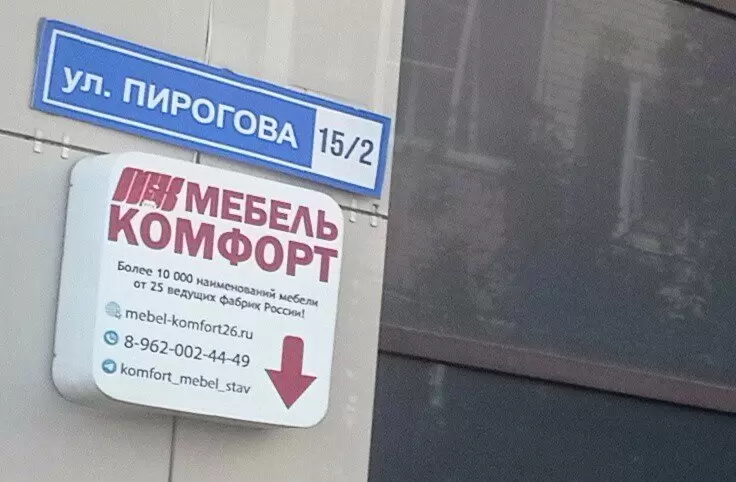 ул. ПИРОГОВА 15/2
МК МЕБЕЛЬ
КОМФОРТ
Более 10 000 наименований мебели
от 25 ведущих фабрик России!
mebel-komfort26.ru
8-962-002-44-49
komfort_mebel_stav